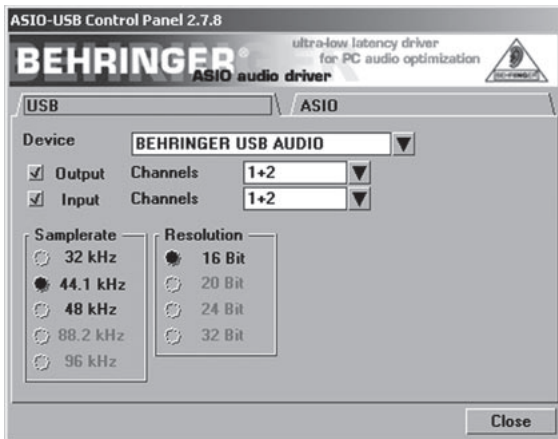 ASIO-USB Control Panel 2.7.8
BEHRINGER®
ultra-low latency driver
for PC audio optimization
ASIO audio driver
BEHRINGER
USB
ASIO
Device
BEHRINGER USB AUDIO
Output Channels 1+2
Input Channels 1+2
Samplerate
32 kHz
44.1 kHz
48 kHz
88.2 kHz
96 kHz
Resolution
16 Bit
20 Bit
24 Bit
32 Bit
Close